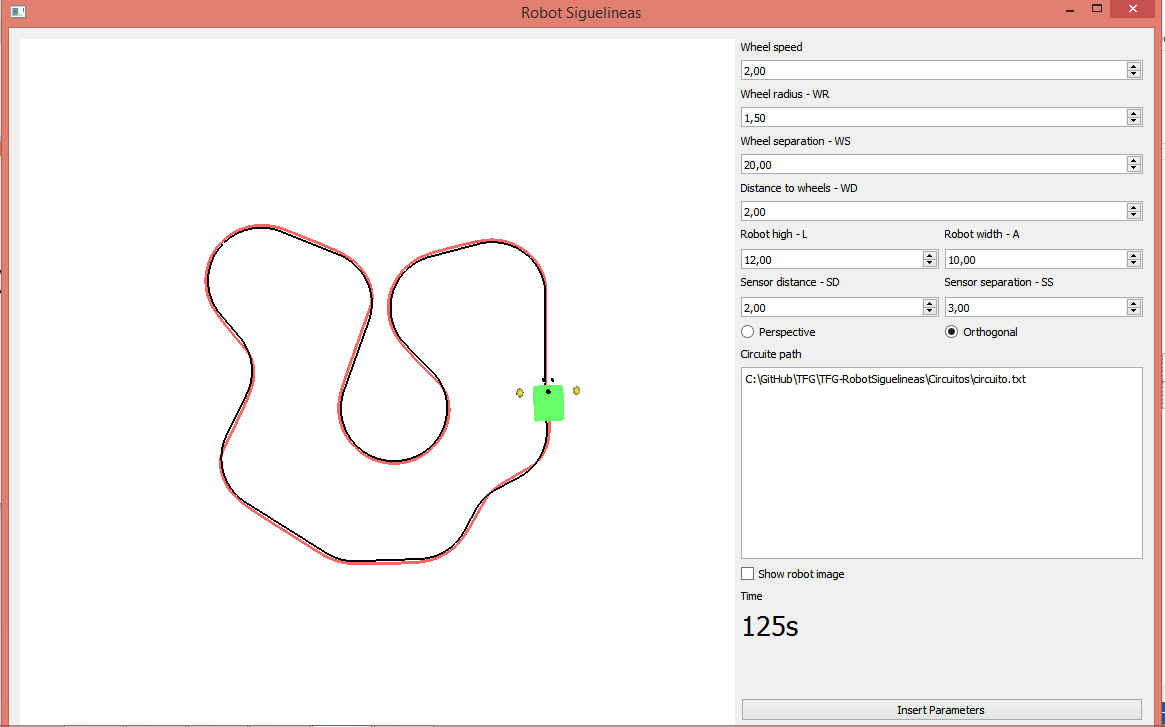 Robot Siguelineas
Wheel speed
2,00
Wheel radius - WR
1,50
Wheel separation - WS
20,00
Distance to wheels - WD
2,00
Robot high - L
Robot width - A
12,00
10,00
Sensor distance - SD
Sensor separation - SS
2,00
3,00
Perspective
Orthogonal
Circuite path
C:\GitHub\TFG\TFG-RobotSiguelineas\Circuitos\circuito.txt
Show robot image
Time
125s
Insert Parameters